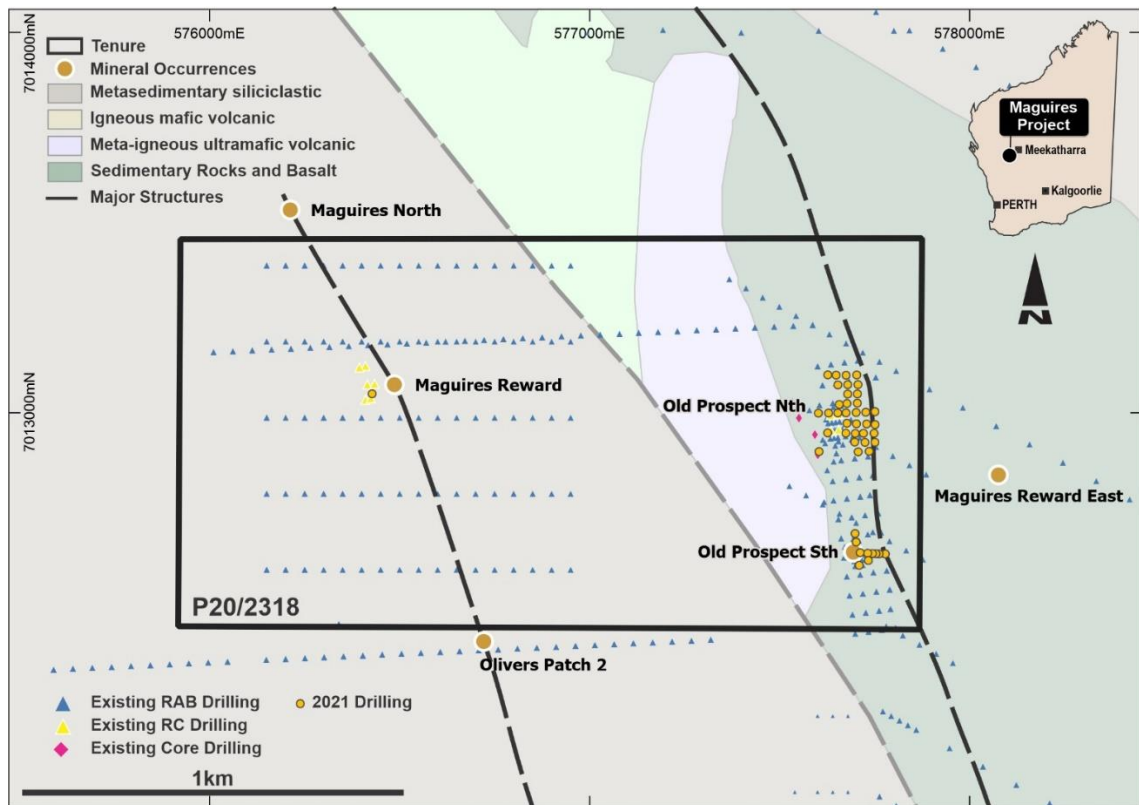 576000mE
577000mE
578000mE
7014000mN
7013000mN
Tenure
Mineral Occurrences
Metasedimentary siliciclastic
Igneous mafic volcanic
Meta-igneous ultramafic volcanic
Sedimentary Rocks and Basalt
Major Structures
Maguires
Project
Meekatharra
Kalgoorlie
PERTH
N
Maguires North
Maguires Reward
Old Prospect Nth
Maguires Reward East
Old Prospect Sth
P20/2318
Olivers Patch 2
Existing RAB Drilling
2021 Drilling
Existing RC Drilling
Existing Core Drilling
1km